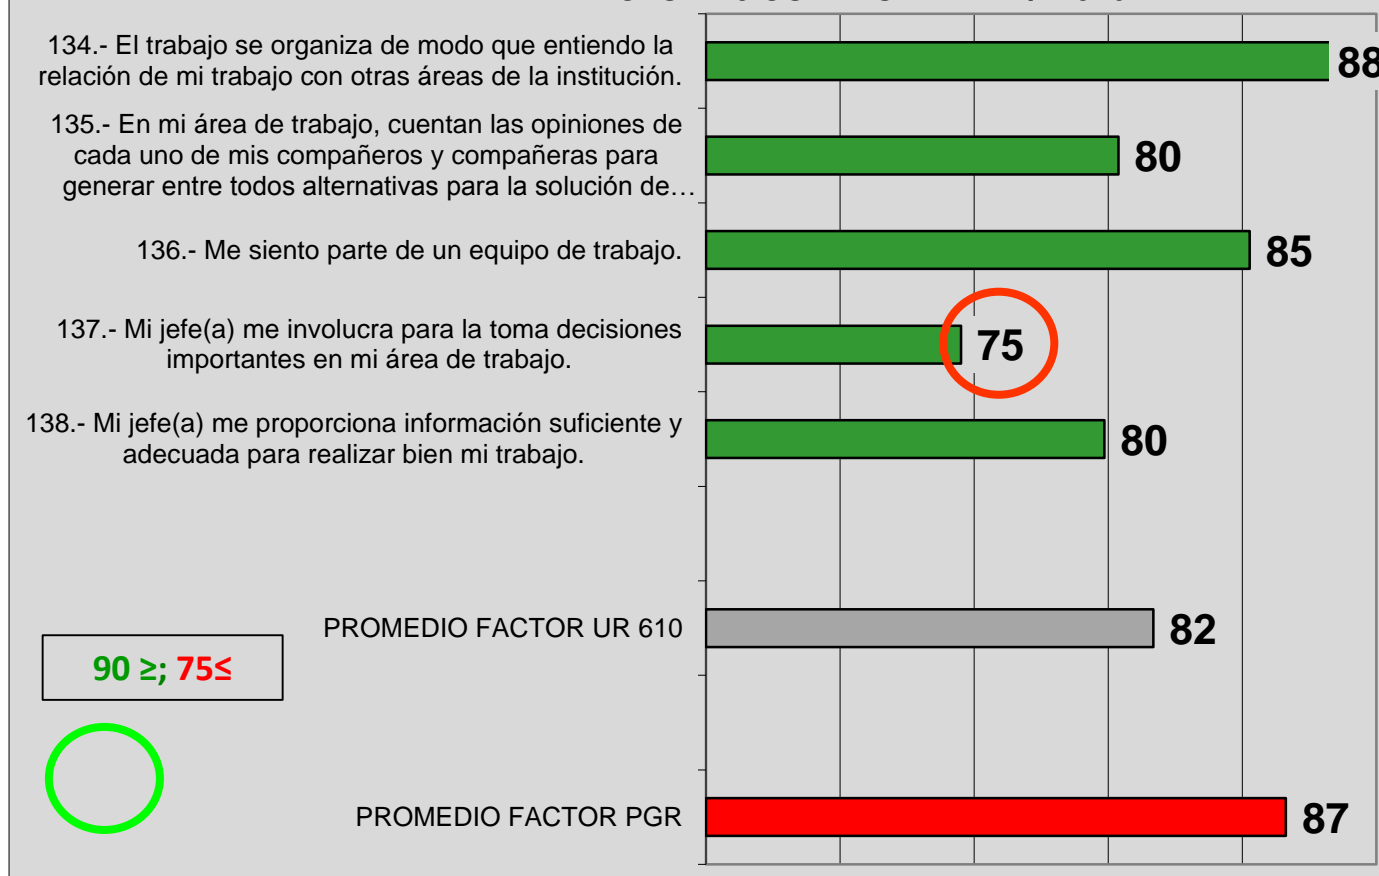 134.- El trabajo se organiza de modo que entiendo la
relación de mi trabajo con otras áreas de la institución.
88
135.- En mi área de trabajo, cuentan las opiniones de
cada uno de mis compañeros y compañeras para
generar entre todos alternativas para la solución de…
80
136.- Me siento parte de un equipo de trabajo.
85
137.- Mi jefe(a) me involucra para la toma decisiones
importantes en mi área de trabajo.
75
138.- Mi jefe(a) me proporciona información suficiente y
adecuada para realizar bien mi trabajo.
80
PROMEDIO FACTOR UR 610
82
90 ≥; 75≤
PROMEDIO FACTOR PGR
87